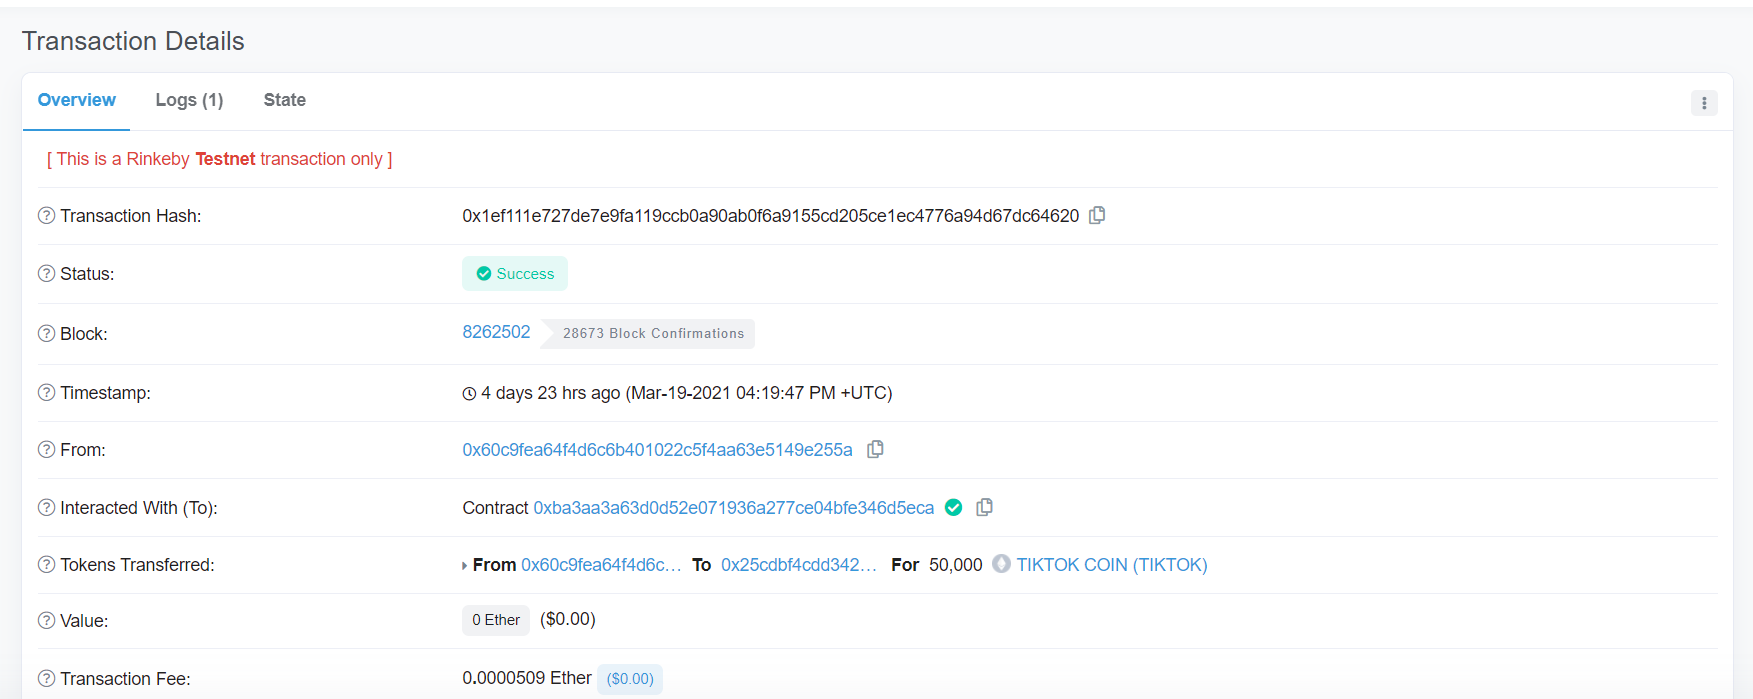 Transaction Details
Overview Logs (1) State
[ This is a Rinkeby Testnet transaction only ]
Transaction Hash: 0x1ef111e727de7e9fa119ccb0a90ab0f6a9155cd205ce1ec4776a94d67dc64620
Status: Success
Block: 8262502 28673 Block Confirmations
Timestamp: 4 days 23 hrs ago (Mar-19-2021 04:19:47 PM +UTC)
From: 0x60c9fea64f4d6c6b401022c5f4aa63e5149e255a
Interacted With (To): Contract 0xba3aa3a63d0d52e071936a277ce04bfe346d5eca
Tokens Transferred: From 0x60c9fea64f4d6c… To 0x25cdbf4cdd342… For 50,000 TIKTOK COIN (TIKTOK)
Value: 0 Ether ($0.00)
Transaction Fee: 0.0000509 Ether ($0.00)